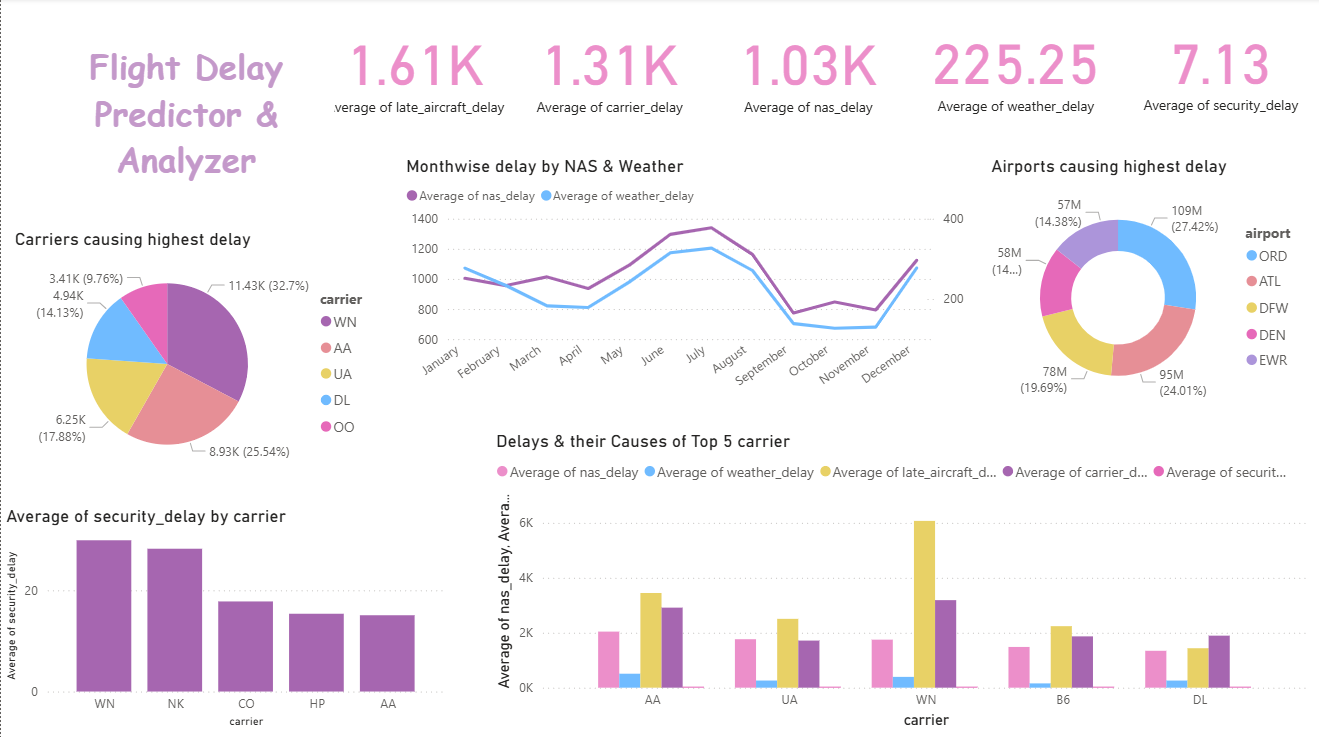 Flight Delay
Predictor &
Analyzer
1.61K
verage of late_aircraft_delay
1.31K
Average of carrier_delay
1.03K
Average of nas_delay
225.25
Average of weather_delay
7.13
Average of security_delay
Carriers causing highest delay
3.41K (9.76%)
4.94K
(14.13%)
6.25K
(17.88%)
11.43K (32.7%)
8.93K (25.54%)
carrier
WN
AA
UA
DL
OO
Monthwise delay by NAS & Weather
Average of nas_delay
Average of weather_delay
1400
1200
1000
800
600
400
200
January
February
March
April
May
June
July
August
September
October
November
December
Airports causing highest delay
57M
(14.38%)
109M
(27.42%)
58M
(14...)
78M
(19.69%)
95M
(24.01%)
airport
ORD
ATL
DFW
DEN
EWR
Average of security_delay by carrier
Average of security_delay
20
0
WN
NK
CO
HP
AA
carrier
Delays & their Causes of Top 5 carrier
Average of nas_delay
Average of weather_delay
Average of late_aircraft_d...
Average of carrier_d...
Average of securit...
Average of nas_delay, Avera...
6K
4K
2K
0K
AA
UA
WN
B6
DL
carrier